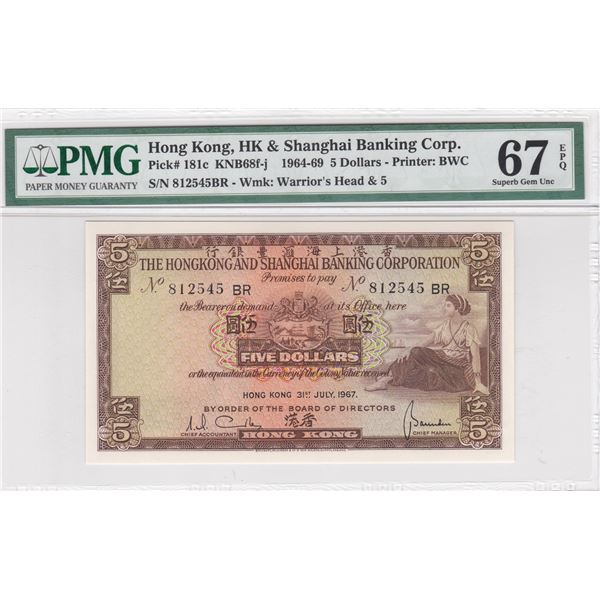 PMG
PAPER MONEY GUARANTY
Hong Kong, HK & Shanghai Banking Corp.
Pick# 181c KNB68f-j 1964-69 5 Dollars - Printer: BWC
S/N 812545BR - Wmk: Warrior's Head & 5
67 EPQ
Superb Gem Unc
5 行銀豐滙海上港香 5
伍 THE HONGKONG AND SHANGHAI BANKING CORPORATION 伍
Promises to pay
No 812545 BR No 812545 BR
the Bearer on demand at its Office here
圓 伍
FIVE DOLLARS
or the equivalent in the Currency of the Colony Value received
HONG KONG 31ST JULY, 1967.
BY ORDER OF THE BOARD OF DIRECTORS
伍 港香 伍
5 CHIEF ACCOUNTANT HONG KONG CHIEF MANAGER 5